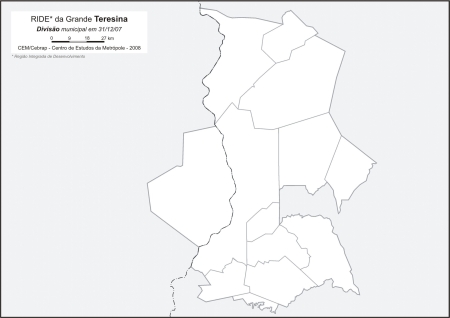 RIDE* da Grande Teresina
Divisão municipal em 31/12/07
0 9 18 27 km
CEM/Cebrap - Centro de Estudos da Metrópole - 2008
* Região Integrada de Desenvolvimento